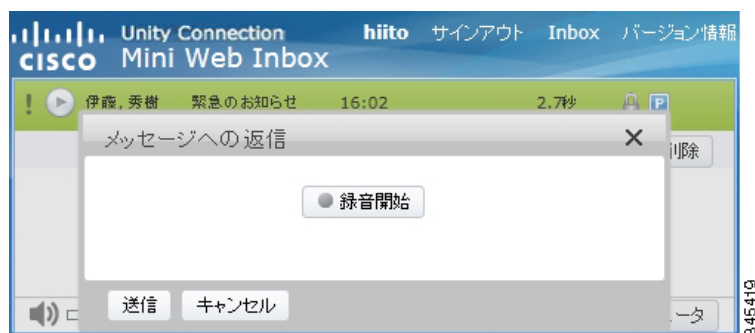 CISCO Unity Connection Mini Web Inbox
hiito サインアウト Inbox バージョン情報
! 伊藤, 秀樹 緊急のお知らせ 16:02 2.7秒 P
メッセージへの返信 ×
削除
録音開始
送信 キャンセル
ータ
345419